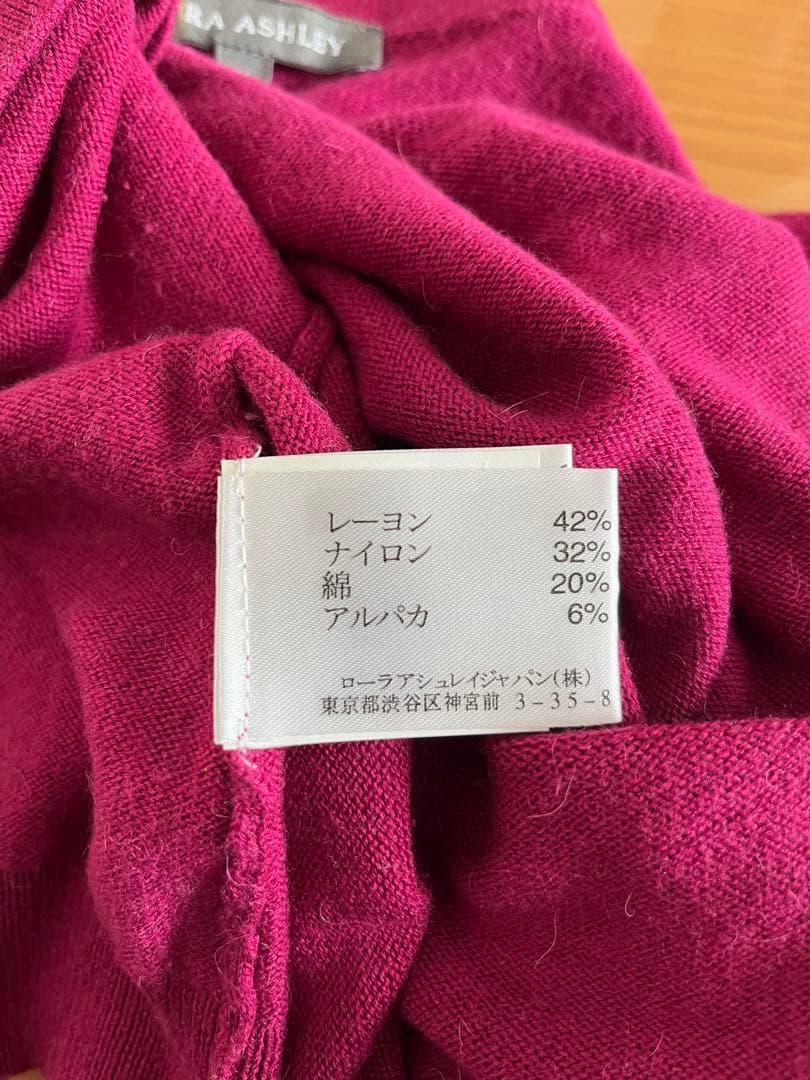 RA ASHLEY
レーヨン 42%
ナイロン 32%
綿 20%
アルパカ 6%
ローラアシュレイジャパン(株)
東京都渋谷区神宮前 3-35-8